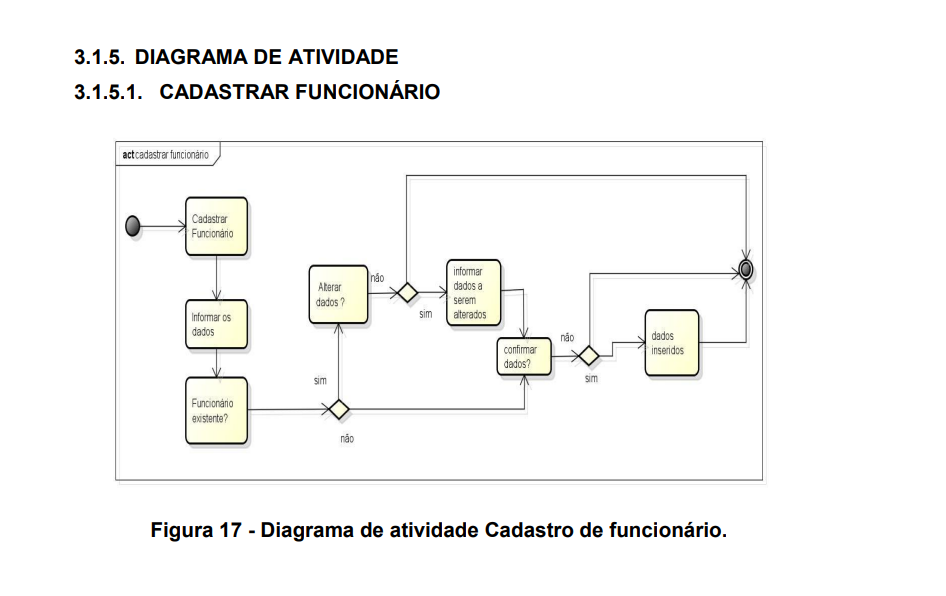 3.1.5. DIAGRAMA DE ATIVIDADE
3.1.5.1. CADASTRAR FUNCIONÁRIO
act cadastrar funcionário
Cadastrar
Funcionário
Informar os
dados
Funcionário
existente?
sim
não
Alterar
dados ?
não
sim
informar
dados a
serem
alterados
confirmar
dados?
não
sim
dados
inseridos
Figura 17 - Diagrama de atividade Cadastro de funcionário.